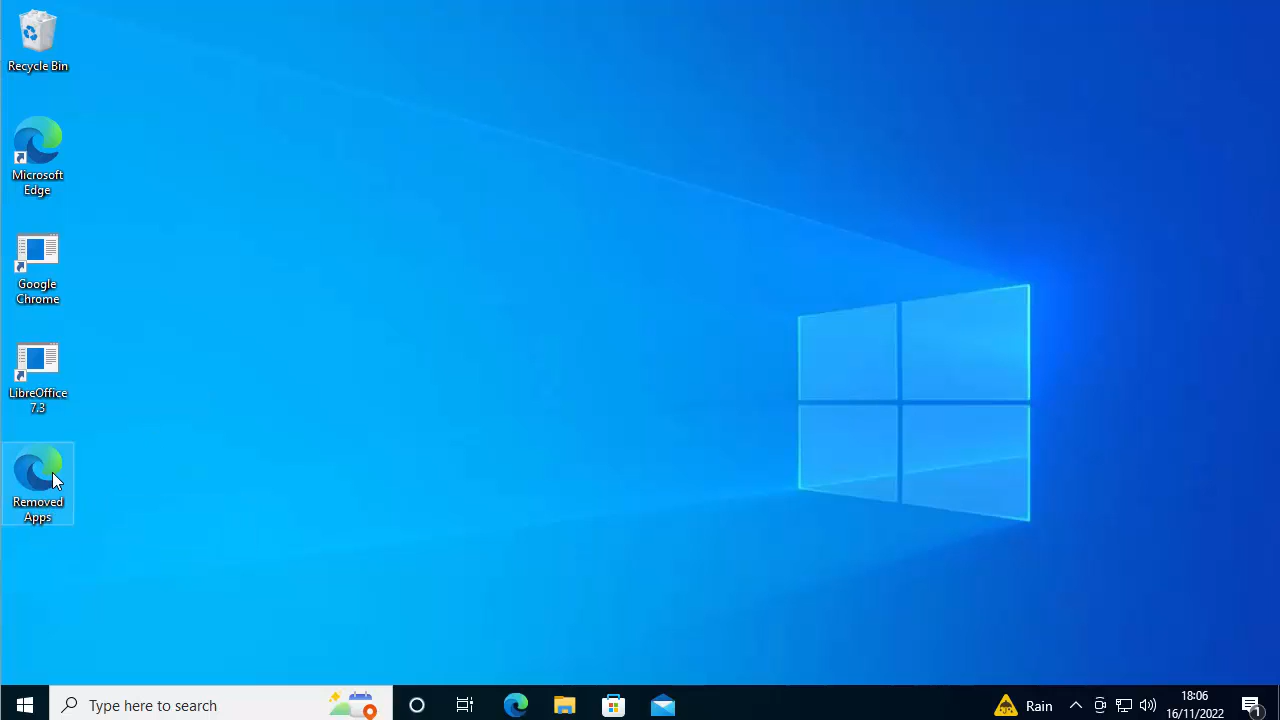 Recycle Bin
Microsoft
Edge
Google
Chrome
LibreOffice
7.3
Removed
Apps
Type here to search
Rain
18:06
16/11/2022
1